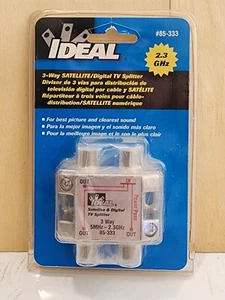 IDEAL
#85-333
2.3
GHz
3-Way SATELLITE/Digital TV Splitter
Divisor de 3 vías para distribución de
televisión digital por cable y SATÉLITE
Répartiteur à trois voies pour câble-
distribution/SATELLITE numérique
For best picture and clearest sound
Para la mejor imagen y el sonido más claro
Pour la meilleure image et le son le plus clair
OUT
IN
IDEAL
Satellite & Digital
TV Splitter
3 Way
5MHz-2.3GHz
85-333
OUT
OUT
Power Pass